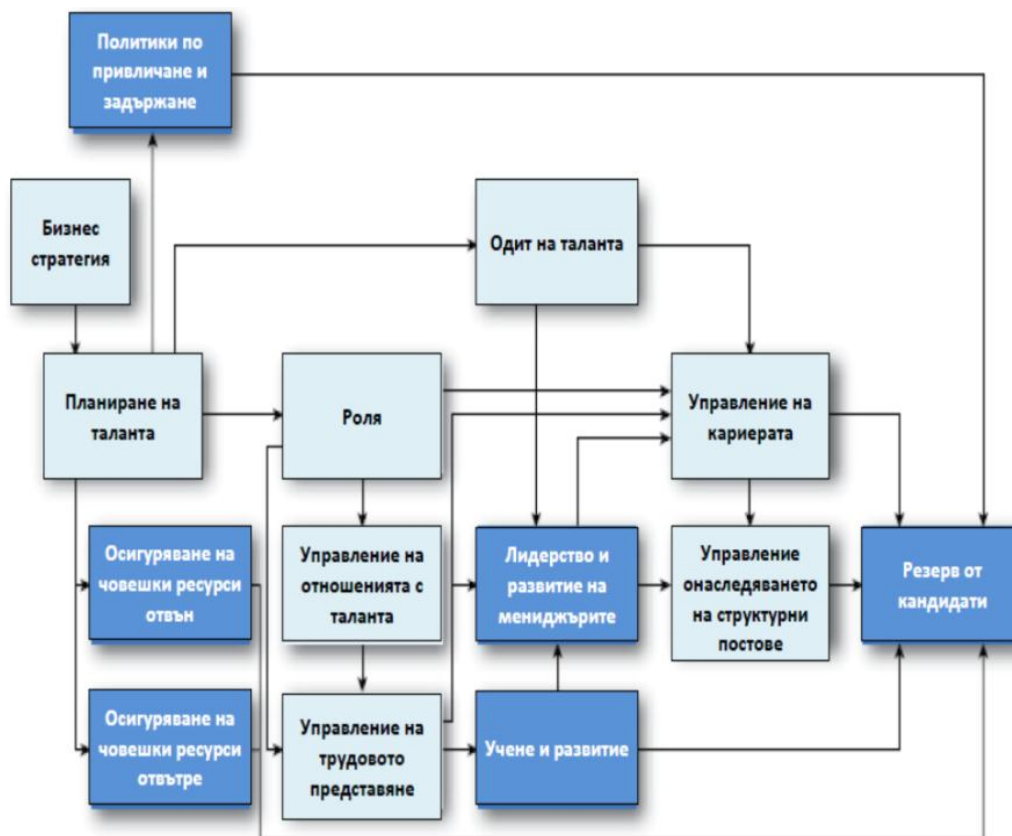 Политики по
привличане и
задържане
Бизнес
стратегия
Одит на таланта
Планиране на
таланта
Роля
Управление на
кариерата
Осигуряване на
човешки ресурси
отвън
Управление на
отношенията с
таланта
Лидерство и
развитие на
мениджърите
Управление
онаследяването
на структурни
постове
Резерв от
кандидати
Осигуряване на
човешки ресурси
отвътре
Управление на
трудовото
представяне
Учене и развитие